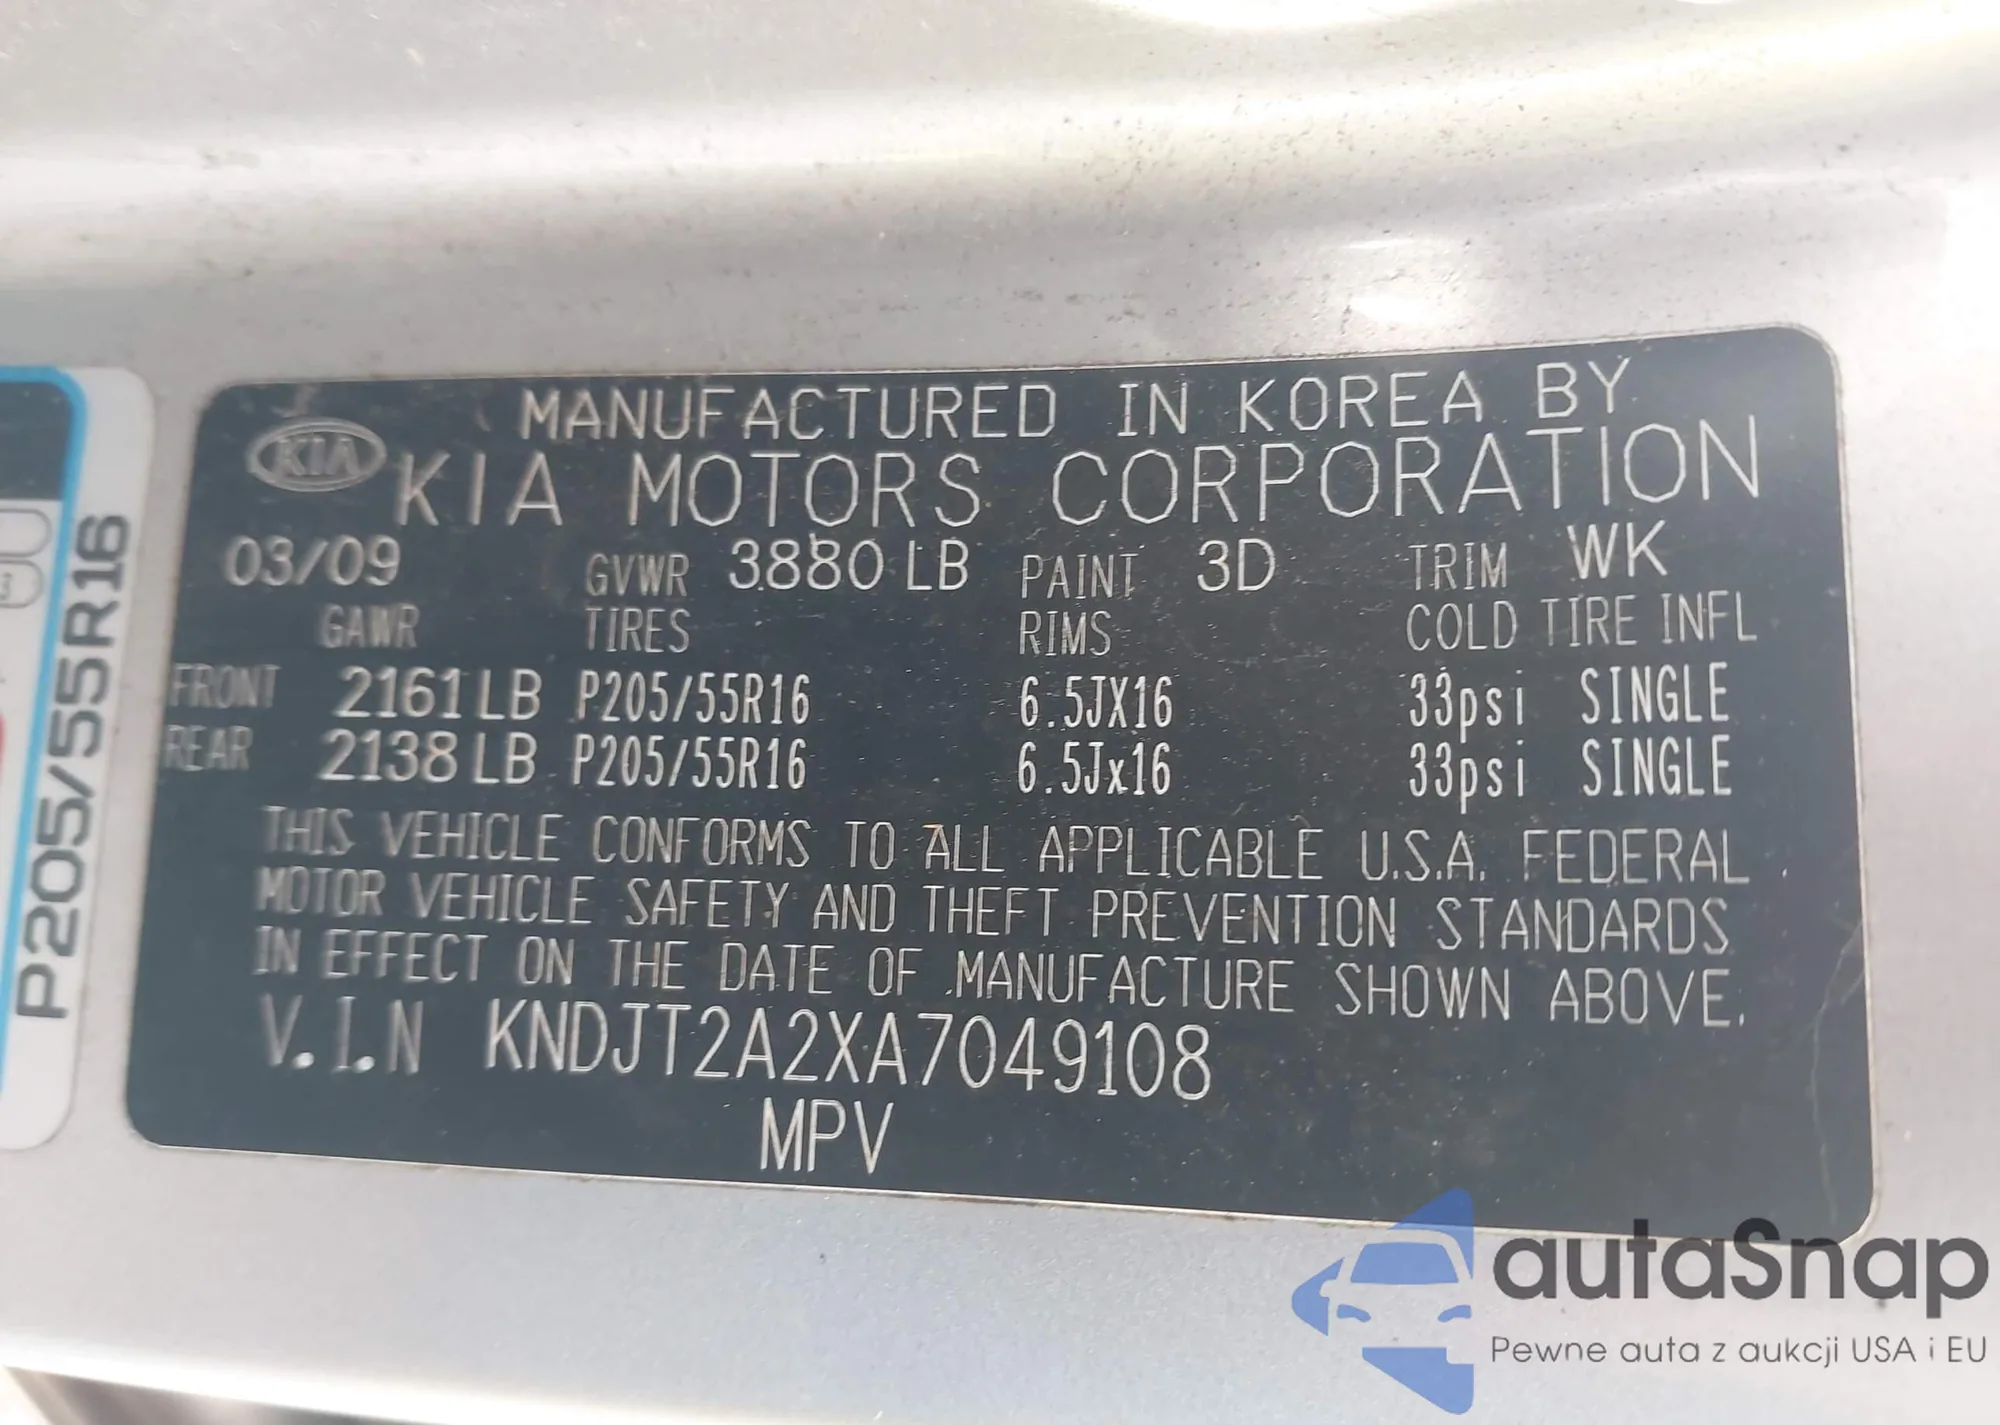 KIA
MANUFACTURED IN KOREA BY
KIA MOTORS CORPORATION
03/09 GVWR 3880 LB PAINT 3D TRIM WK
GAWR TIRES RIMS COLD TIRE INFL
FRONT 2161 LB P205/55R16 6.5JX16 33psi SINGLE
REAR 2138 LB P205/55R16 6.5Jx16 33psi SINGLE
THIS VEHICLE CONFORMS TO ALL APPLICABLE U.S.A. FEDERAL
MOTOR VEHICLE SAFETY AND THEFT PREVENTION STANDARDS
IN EFFECT ON THE DATE OF MANUFACTURE SHOWN ABOVE.
V.I.N KNDJT2A2XA7049108
MPV
P205/55R16
autaSnap
Pewne auta z aukcji USA i EU